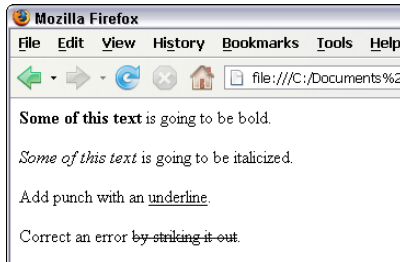 Mozilla Firefox
File Edit View History Bookmarks Tools Help
file:///C:/Documents%2
Some of this text is going to be bold.
Some of this text is going to be italicized.
Add punch with an underline.
Correct an error by striking it out.